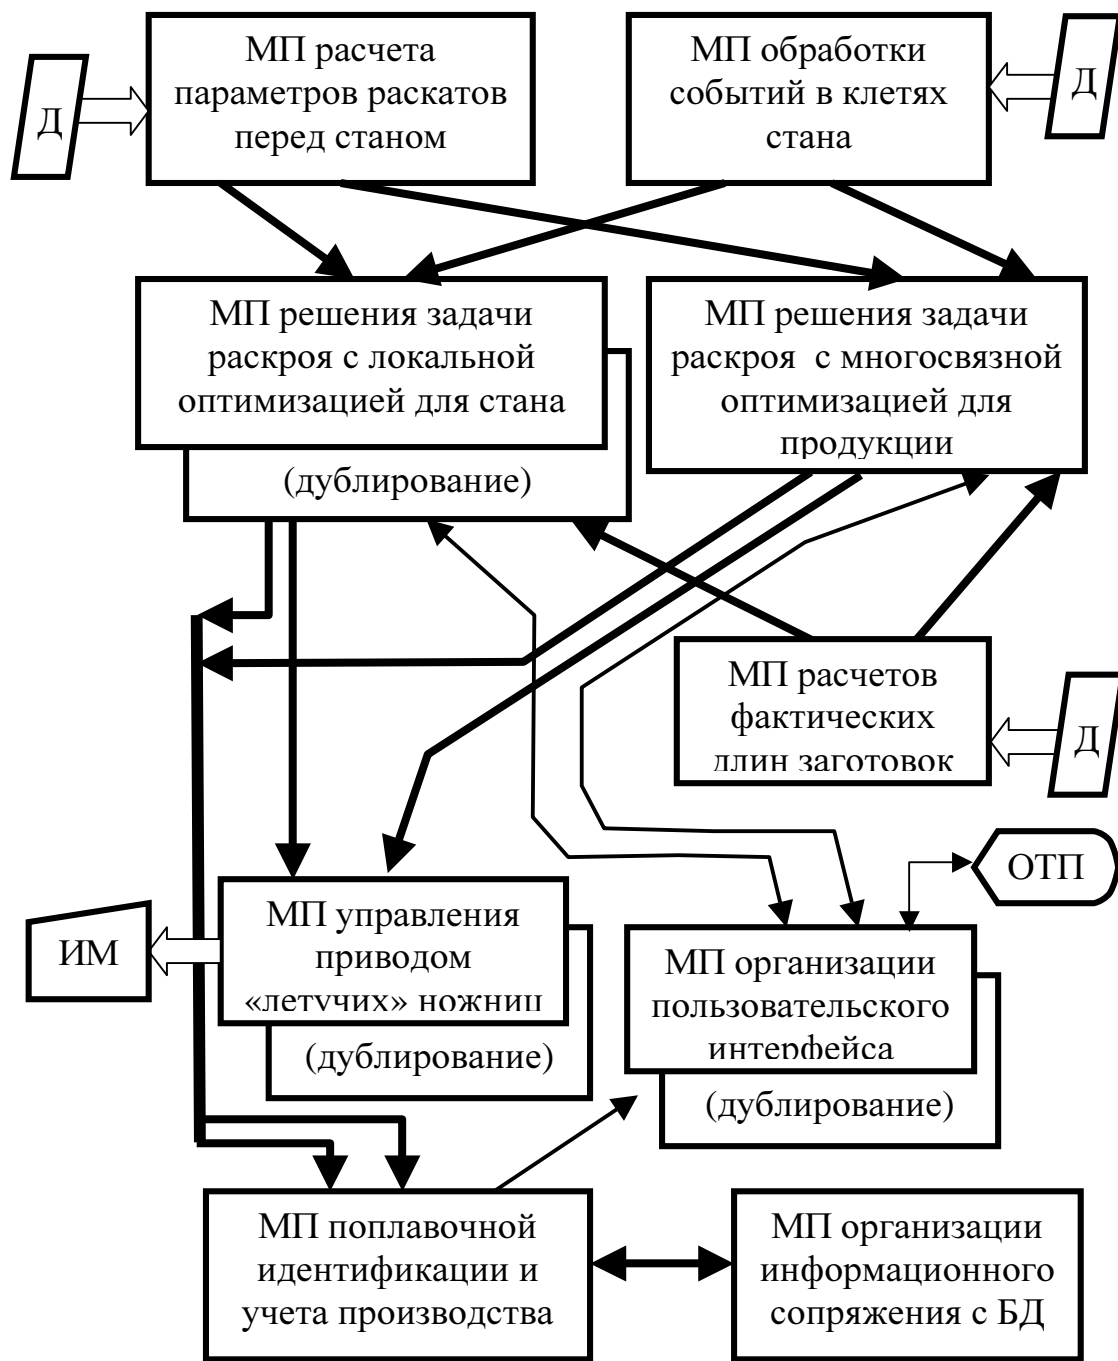 МП расчета
параметров раскатов
перед станом
МП обработки
событий в клетях
стана
Д
Д
МП решения задачи
раскроя с локальной
оптимизацией для стана
(дублирование)
МП решения задачи
раскроя с многосвязной
оптимизацией для
продукции
МП расчетов
фактических
длин заготовок
Д
ОТП
ИМ
МП управления
приводом
«летучих» ножниц
(дублирование)
МП организации
пользовательского
интерфейса
(дублирование)
МП поплавочной
идентификации и
учета производства
МП организации
информационного
сопряжения с БД